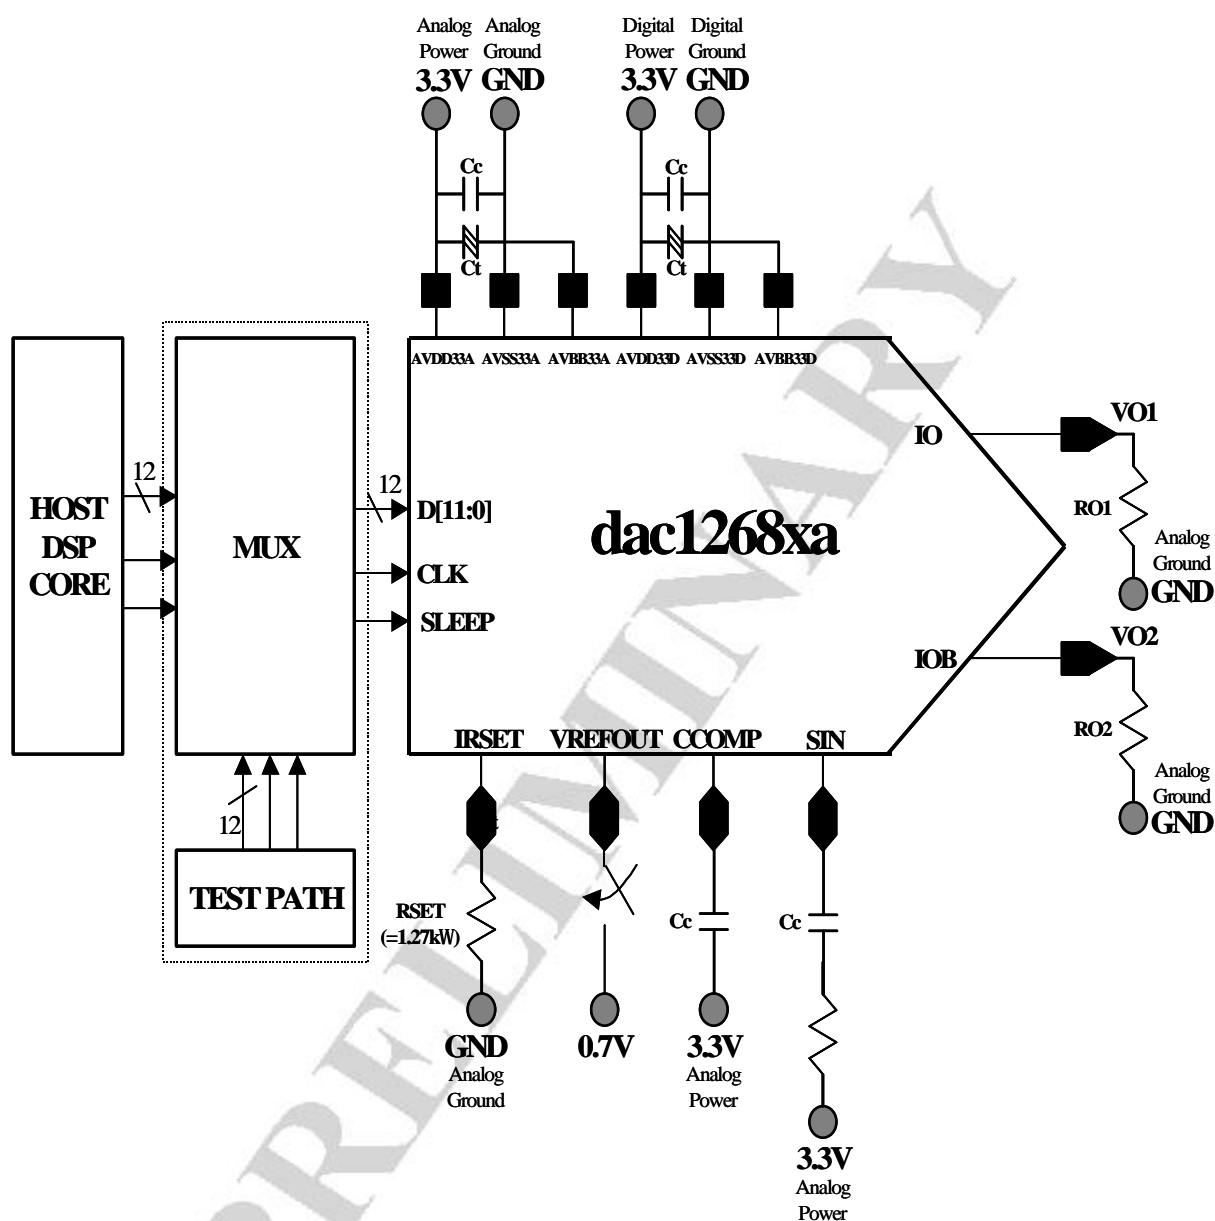 Analog
Power
3.3V
Analog
Ground
GND
Digital
Power
3.3V
Digital
Ground
GND
Cc
Ct
Cc
Ct
AVDD33A AVSS33A AVBB33A AVDD33D AVSS33D AVBB33D
HOST
DSP
CORE
12
MUX
12
D[11:0]
CLK
SLEEP
dac1268xa
IO
IOB
VO1
RO1
Analog
Ground
GND
VO2
RO2
Analog
Ground
GND
IRSET VREFOUT CCOMP SIN
12
TEST PATH
RSET
(=1.27kW)
GND
Analog
Ground
0.7V
Cc
3.3V
Analog
Power
Cc
3.3V
Analog
Power
PRELIMINARY